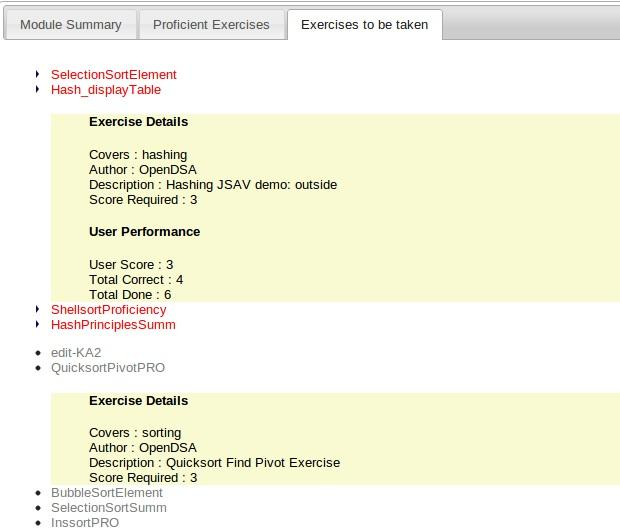 Module Summary Proficient Exercises Exercises to be taken
SelectionSortElement
Hash_displayTable
Exercise Details
Covers : hashing
Author : OpenDSA
Description : Hashing JSAV demo: outside
Score Required : 3
User Performance
User Score : 3
Total Correct : 4
Total Done : 6
ShellsortProficiency
HashPrinciplesSumm
edit-KA2
QuicksortPivotPRO
Exercise Details
Covers : sorting
Author : OpenDSA
Description : Quicksort Find Pivot Exercise
Score Required : 3
BubbleSortElement
SelectionSortSumm
InssortPRO